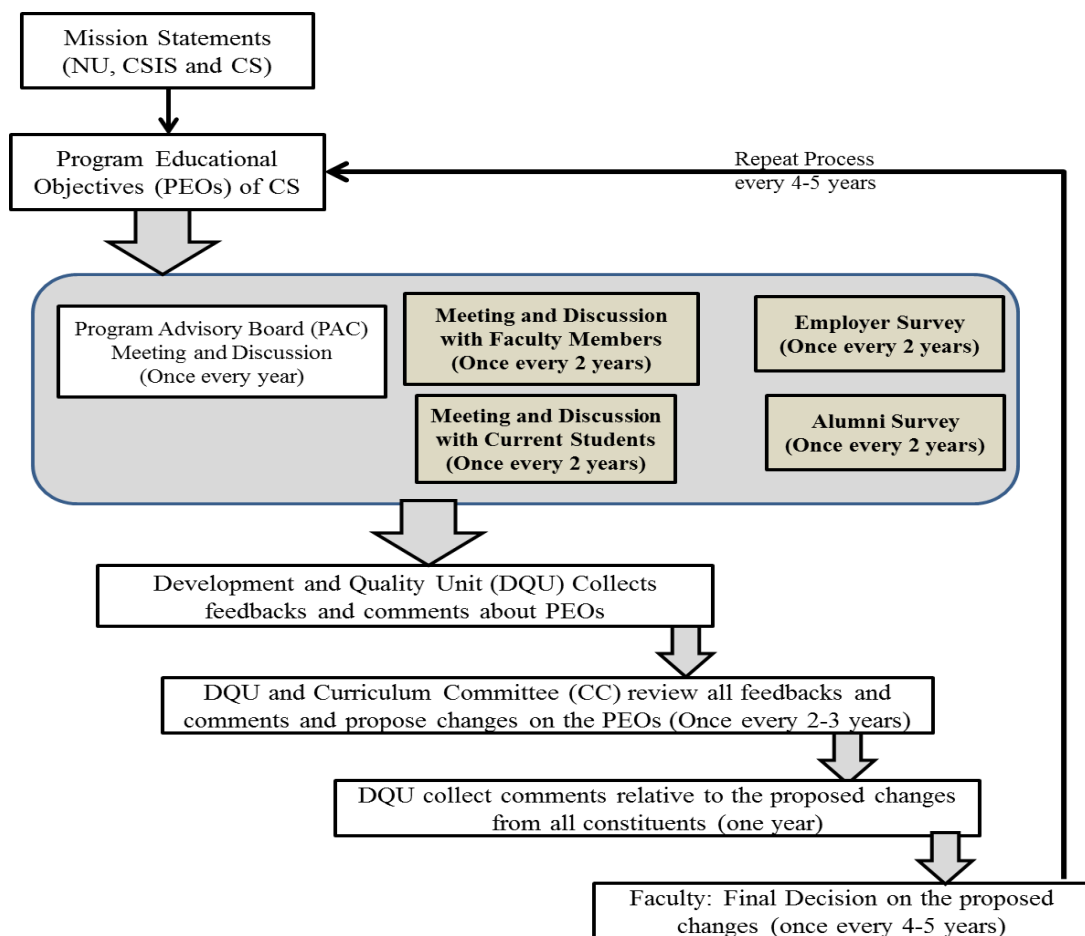 Mission Statements
(NU, CSIS and CS)
Program Educational
Objectives (PEOs) of CS
Repeat Process
every 4-5 years
Program Advisory Board (PAC)
Meeting and Discussion
(Once every year)
Meeting and Discussion
with Faculty Members
(Once every 2 years)
Employer Survey
(Once every 2 years)
Meeting and Discussion
with Current Students
(Once every 2 years)
Alumni Survey
(Once every 2 years)
Development and Quality Unit (DQU) Collects
feedbacks and comments about PEOs
DQU and Curriculum Committee (CC) review all feedbacks and
comments and propose changes on the PEOs (Once every 2-3 years)
DQU collect comments relative to the proposed changes
from all constituents (one year)
Faculty: Final Decision on the proposed
changes (once every 4-5 years)